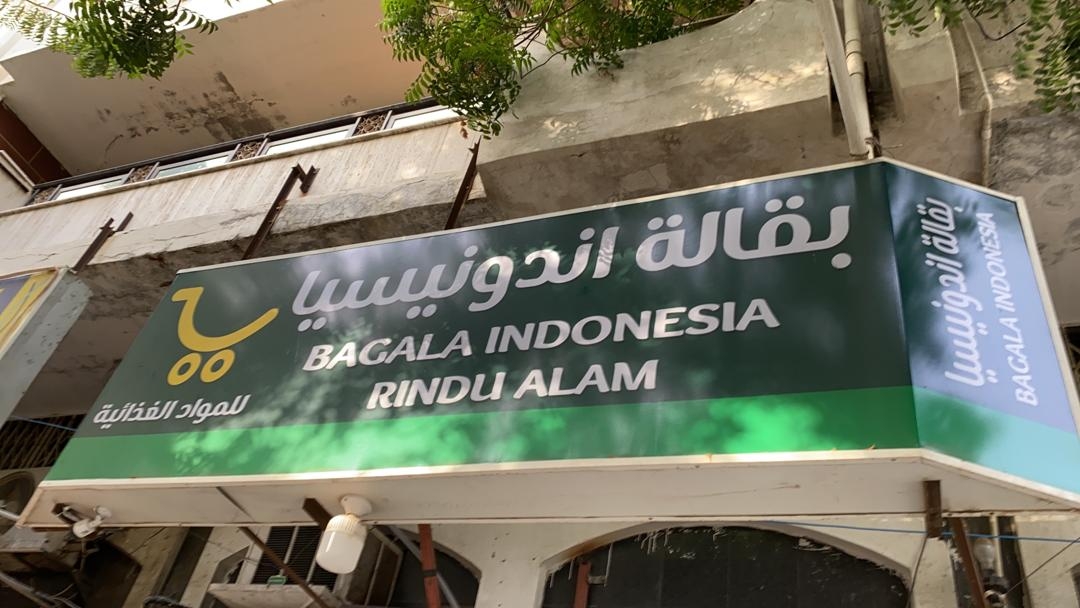 بقالة اندونيسيا
BAGALA INDONESIA
RINDU ALAM
للمواد الغذائية
بقالة اندونيسيا
BAGALA INDONESIA